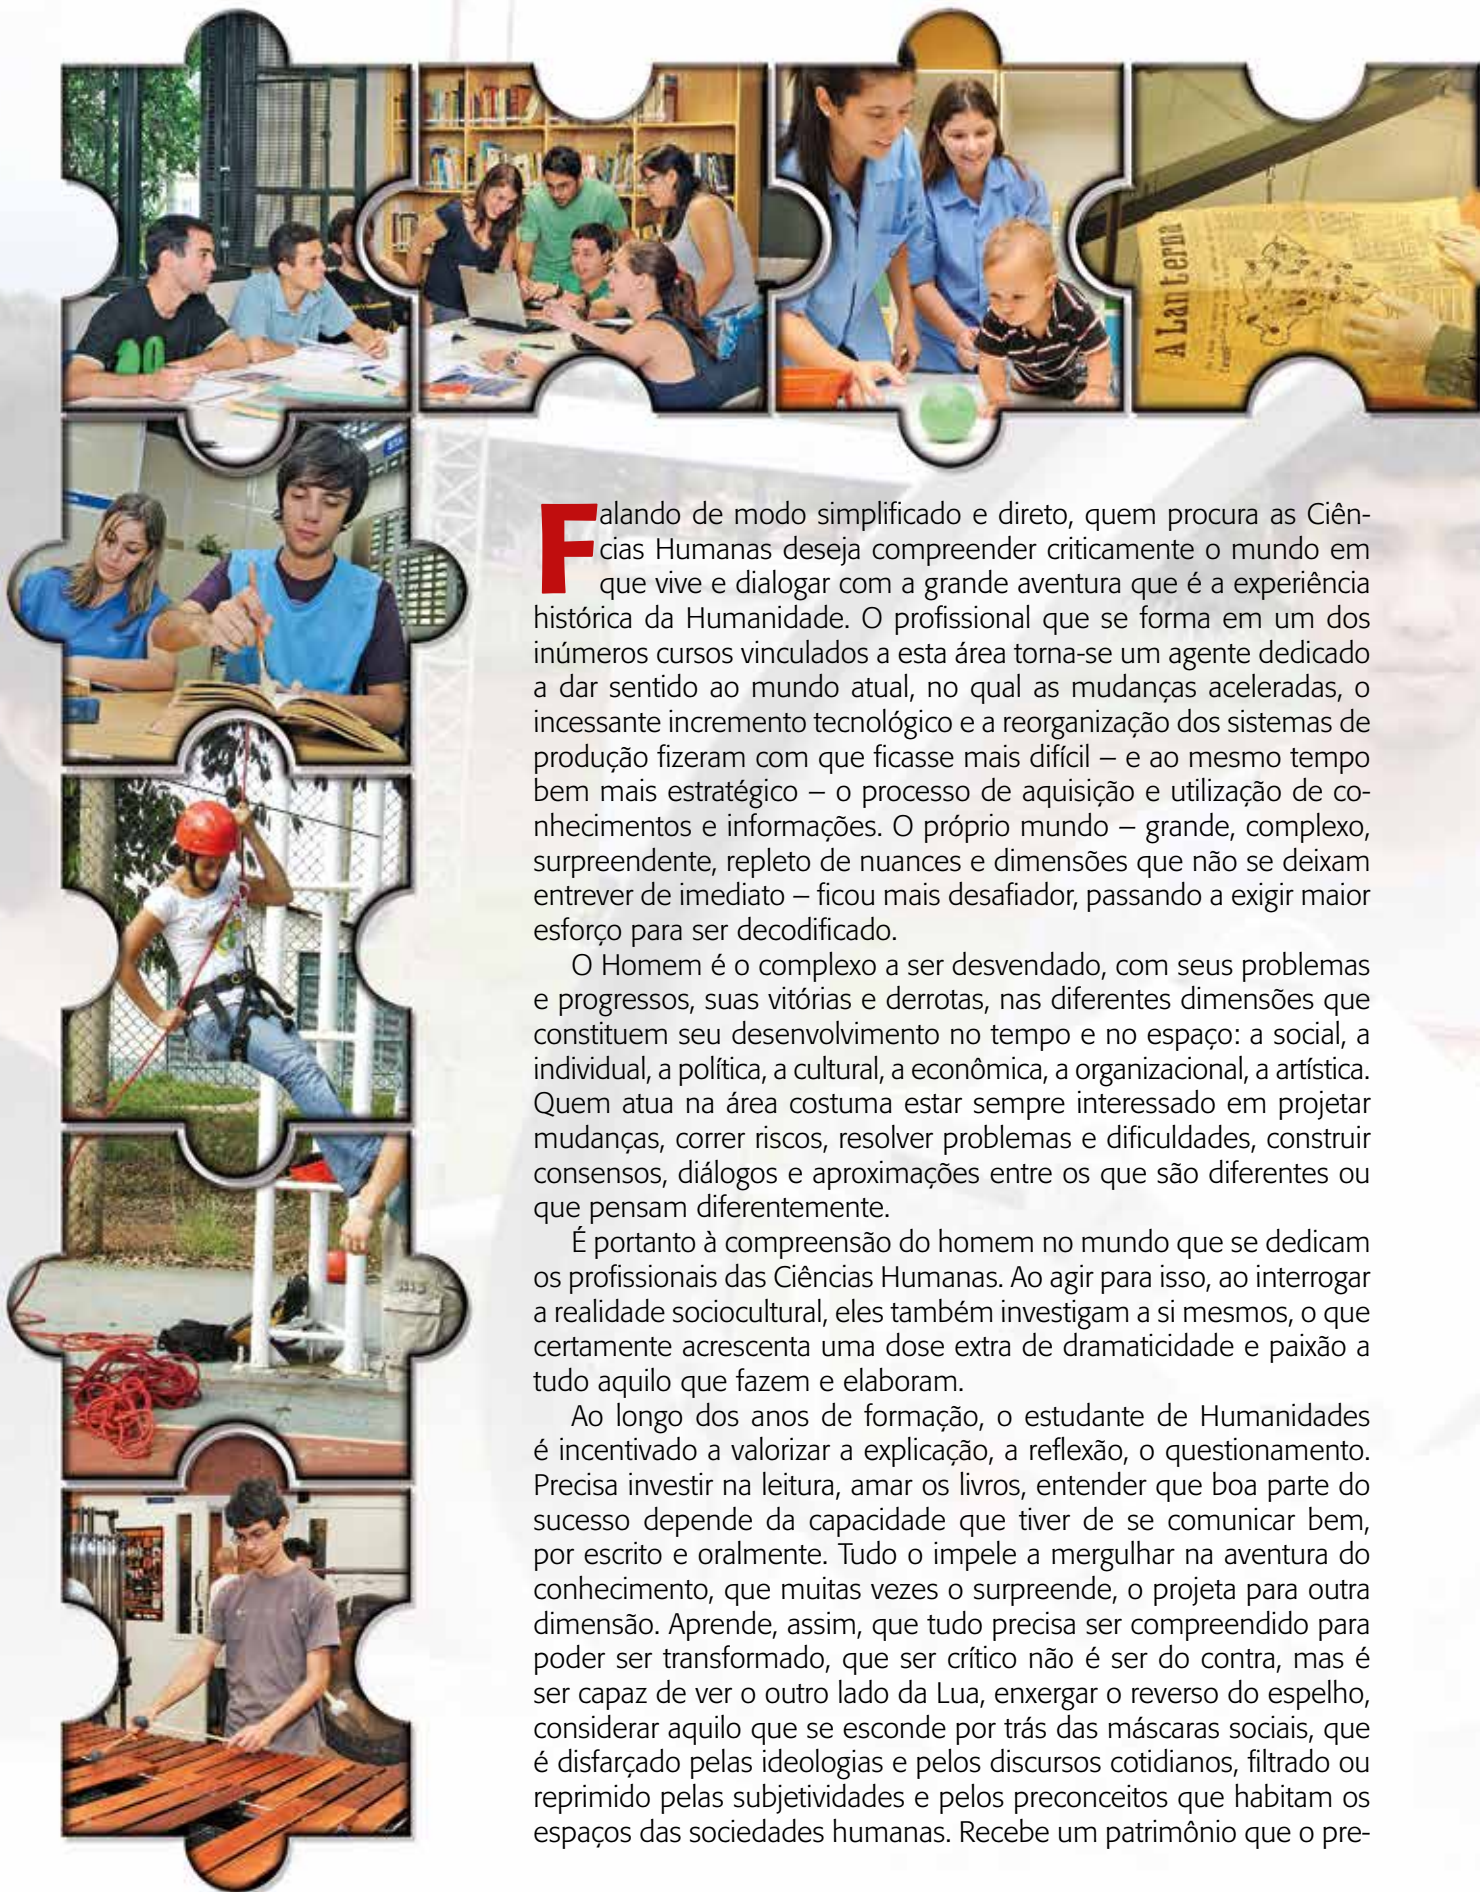 A Lanterna
Falando de modo simplificado e direto, quem procura as Ciên-
cias Humanas deseja compreender criticamente o mundo em
que vive e dialogar com a grande aventura que é a experiência
histórica da Humanidade. O profissional que se forma em um dos
inúmeros cursos vinculados a esta área torna-se um agente dedicado
a dar sentido ao mundo atual, no qual as mudanças aceleradas, o
incessante incremento tecnológico e a reorganização dos sistemas de
produção fizeram com que ficasse mais difícil – e ao mesmo tempo
bem mais estratégico – o processo de aquisição e utilização de co-
nhecimentos e informações. O próprio mundo – grande, complexo,
surpreendente, repleto de nuances e dimensões que não se deixam
entrever de imediato – ficou mais desafiador, passando a exigir maior
esforço para ser decodificado.
O Homem é o complexo a ser desvendado, com seus problemas
e progressos, suas vitórias e derrotas, nas diferentes dimensões que
constituem seu desenvolvimento no tempo e no espaço: a social, a
individual, a política, a cultural, a econômica, a organizacional, a artística.
Quem atua na área costuma estar sempre interessado em projetar
mudanças, correr riscos, resolver problemas e dificuldades, construir
consensos, diálogos e aproximações entre os que são diferentes ou
que pensam diferentemente.
É portanto à compreensão do homem no mundo que se dedicam
os profissionais das Ciências Humanas. Ao agir para isso, ao interrogar
a realidade sociocultural, eles também investigam a si mesmos, o que
certamente acrescenta uma dose extra de dramaticidade e paixão a
tudo aquilo que fazem e elaboram.
Ao longo dos anos de formação, o estudante de Humanidades
é incentivado a valorizar a explicação, a reflexão, o questionamento.
Precisa investir na leitura, amar os livros, entender que boa parte do
sucesso depende da capacidade que tiver de se comunicar bem,
por escrito e oralmente. Tudo o impele a mergulhar na aventura do
conhecimento, que muitas vezes o surpreende, o projeta para outra
dimensão. Aprende, assim, que tudo precisa ser compreendido para
poder ser transformado, que ser crítico não é ser do contra, mas é
ser capaz de ver o outro lado da Lua, enxergar o reverso do espelho,
considerar aquilo que se esconde por trás das máscaras sociais, que
é disfarçado pelas ideologias e pelos discursos cotidianos, filtrado ou
reprimido pelas subjetividades e pelos preconceitos que habitam os
espaços das sociedades humanas. Recebe um patrimônio que o pre-